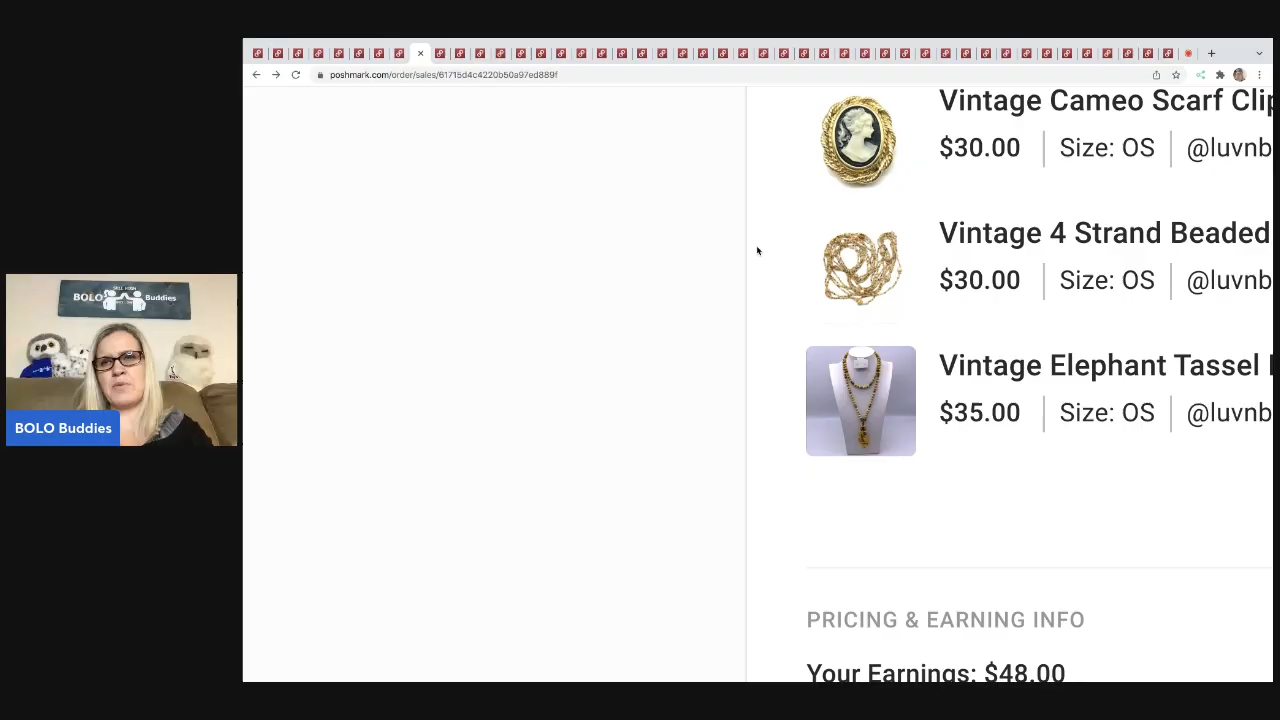 poshmark.com/order/sales/61715d4c4220b50a97ed889f
Vintage Cameo Scarf Clip
$30.00 Size: OS @luvnb
Vintage 4 Strand Beaded
$30.00 Size: OS @luvnb
Vintage Elephant Tassel
$35.00 Size: OS @luvnb
PRICING & EARNING INFO
Your Earnings: $48.00
SELL HIGH
BOLO Buddies
BOLO Buddies